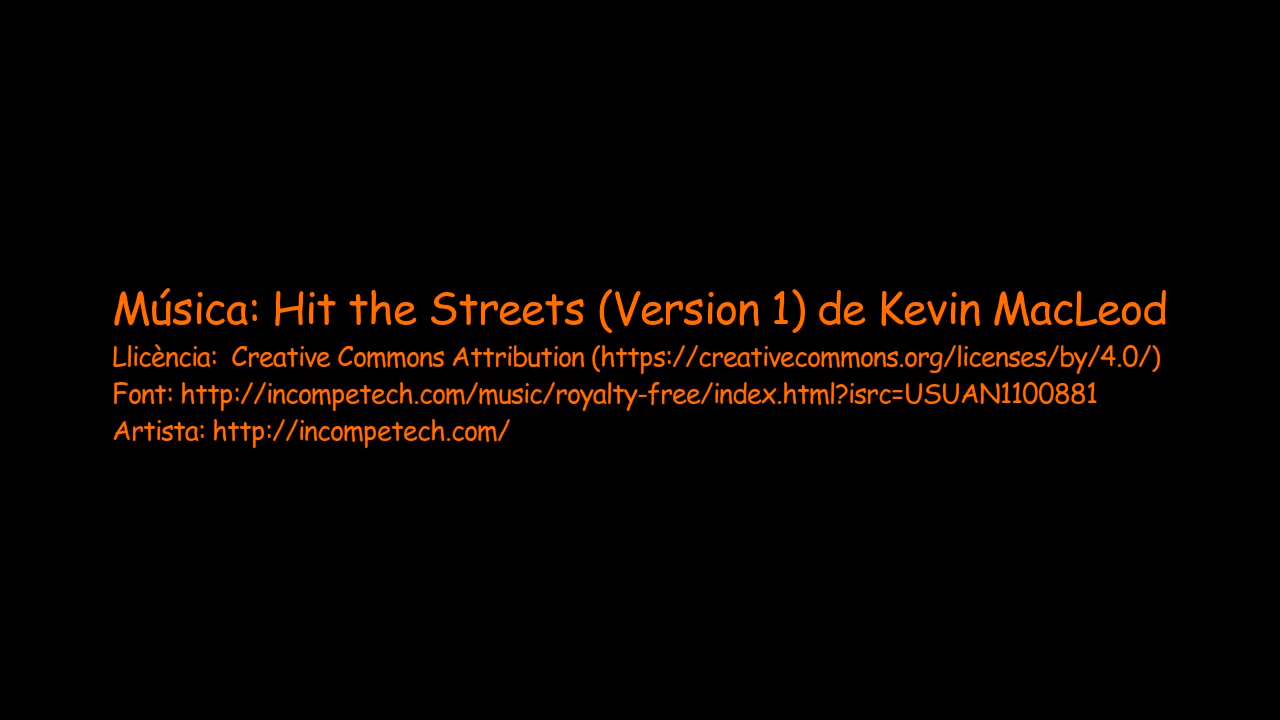 Música: Hit the Streets (Version 1) de Kevin MacLeod
Llicència:  Creative Commons Attribution (https://creativecommons.org/licenses/by/4.0/)
Font: http://incompetech.com/music/royalty-free/index.html?isrc=USUAN1100881
Artista: http://incompetech.com/